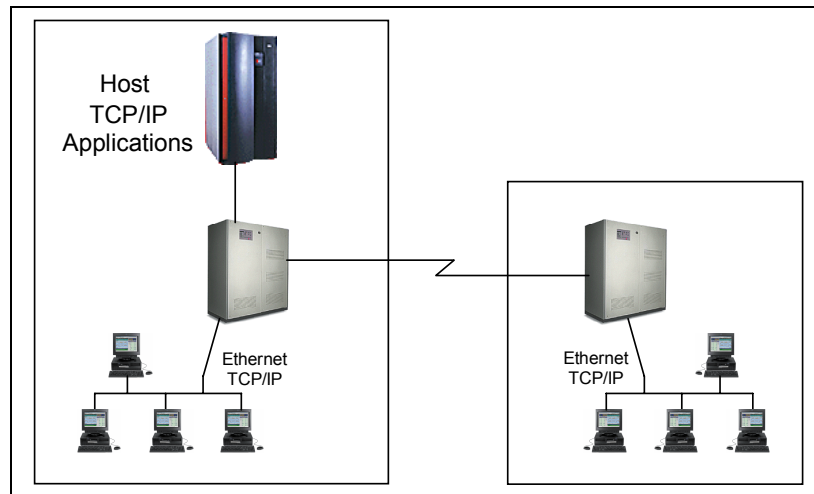 Host
TCP/IP
Applications
Ethernet
TCP/IP
Ethernet
TCP/IP